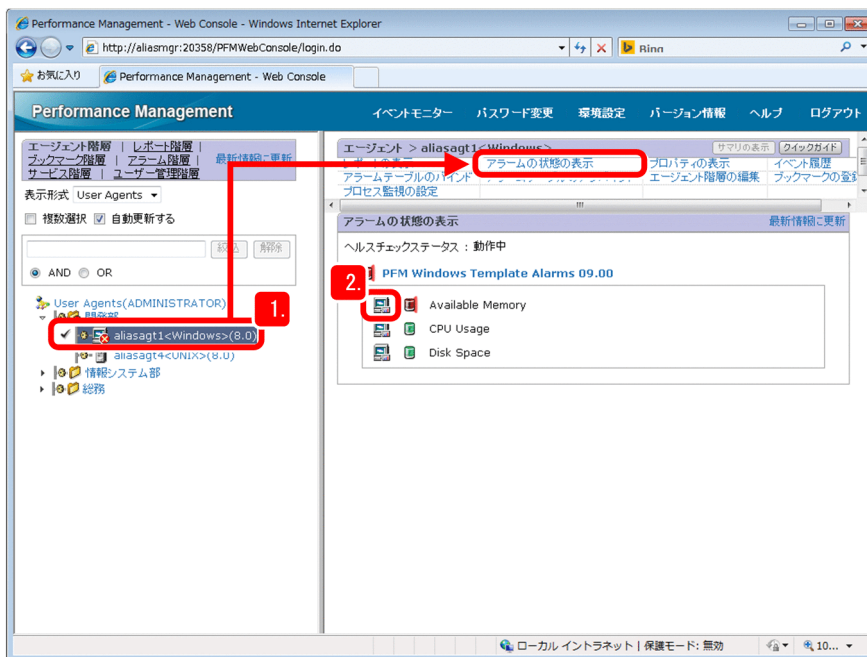 Performance Management - Web Console - Windows Internet Explorer
http://aliasmgr:20358/PFMWebConsole/login.do
Bing
お気に入り
Performance Management - Web Console
Performance Management
イベントモニター パスワード変更 環境設定 バージョン情報 ヘルプ ログアウト
エージェント階層 | レポート階層 |
ブックマーク階層 | アラーム階層 |
サービス階層 | ユーザー管理階層
最新情報に更新
表示形式 User Agents
複数選択 自動更新する
絞込 解除
AND OR
User Agents(ADMINISTRATOR)
開発部
1.
aliasagt1<Windows>(8.0)
aliasagt4<UNIX>(8.0)
情報システム部
総務
エージェント > aliasagt1<Windows>
サマリの表示 クイックガイド
レポートの表示 アラームの状態の表示 プロパティの表示 イベント履歴
アラームテーブルのバインド エージェント階層の編集 ブックマークの登録
プロセス監視の設定
アラームの状態の表示 最新情報に更新
ヘルスチェックステータス : 動作中
2.
PFM Windows Template Alarms 09.00
Available Memory
CPU Usage
Disk Space
ローカル イントラネット | 保護モード: 無効
10...